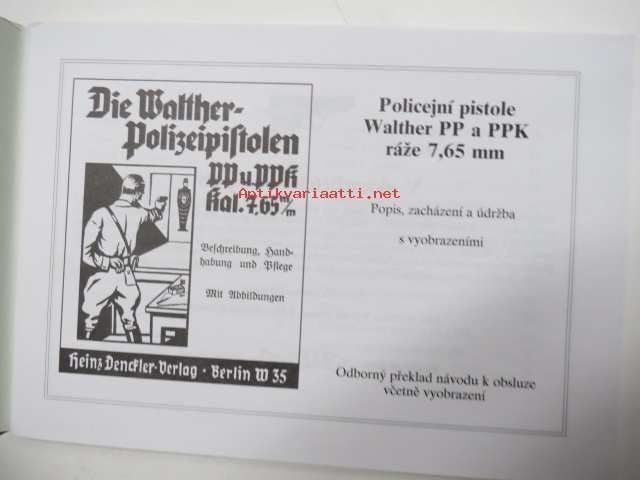 Die Walther-
Polizeipiſtolen
PP u. PPK
Kal. 7,65 m/m
Beſchreibung, Hand-
habung und Pflege
Mit Abbildungen
Heinz Denckler-Verlag · Berlin W 35
Policejní pistole
Walther PP a PPK
ráže 7,65 mm
Popis, zacházení a údržba
s vyobrazeními
Odborný překlad návodu k obsluze
včetně vyobrazení
Antikvariaatti.net